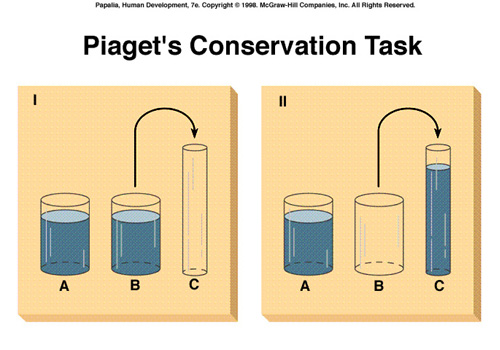 Papalia, Human Development, 7e. Copyright © 1998. McGraw-Hill Companies, Inc. All Rights Reserved.
Piaget's Conservation Task
I
II
A B C
A B C